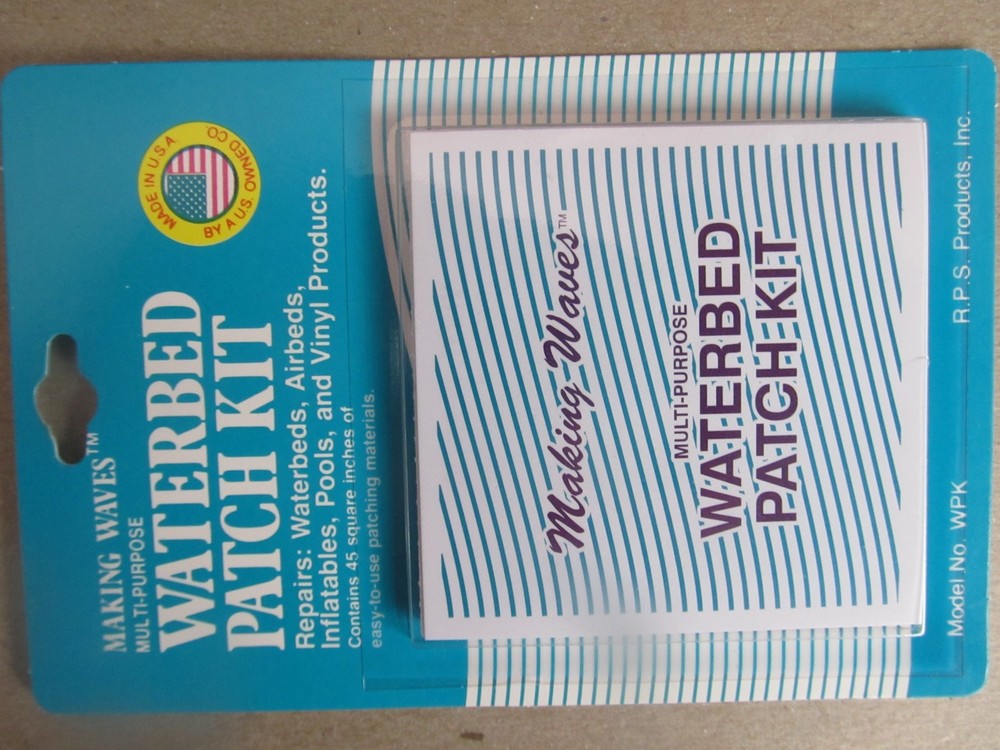 MAKING WAVES™
MULTI-PURPOSE
WATERBED
PATCH KIT
MADE IN USA
BY A U.S. OWNED CO.
Repairs: Waterbeds, Airbeds,
Inflatables, Pools, and Vinyl Products.
Contains 45 square inches of
easy-to-use patching materials.
Making Waves™
MULTI-PURPOSE
WATERBED
PATCH KIT
Model No. WPK R.P.S. Products, Inc.